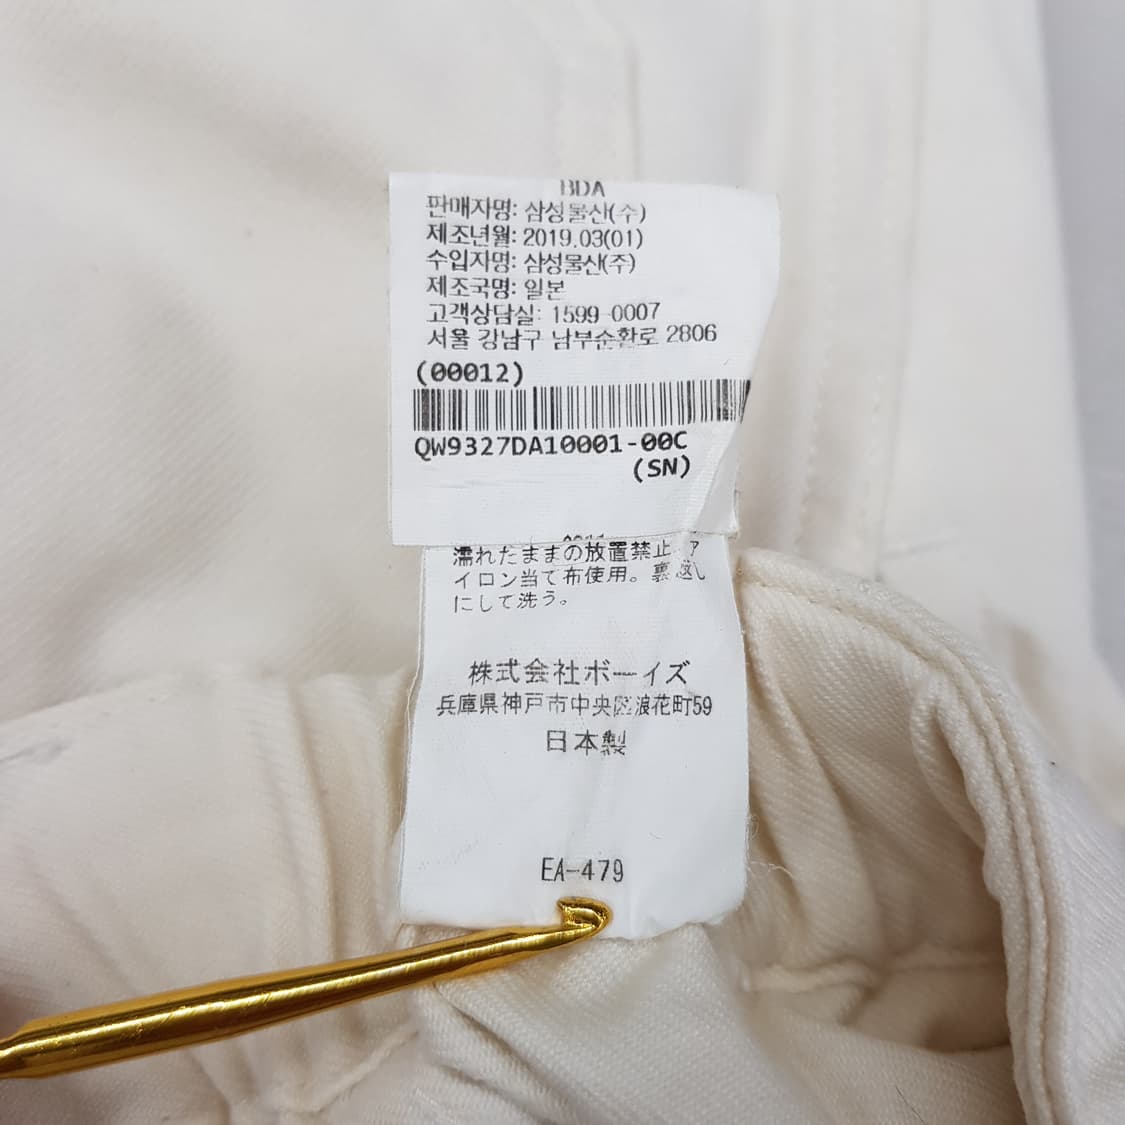 BDA
판매자명: 삼성물산(주)
제조년월: 2019.03(01)
수입자명: 삼성물산(주)
제조국명: 일본
고객상담실: 1599-0007
서울 강남구 남부순환로 2806
(00012)
QW9327DA10001-00C
(SN)
濡れたままの放置禁止 ア
イロン当て布使用。裏返し
にして洗う。
株式会社ボーイズ
兵庫県神戸市中央区浪花町59
日本製
EA-479